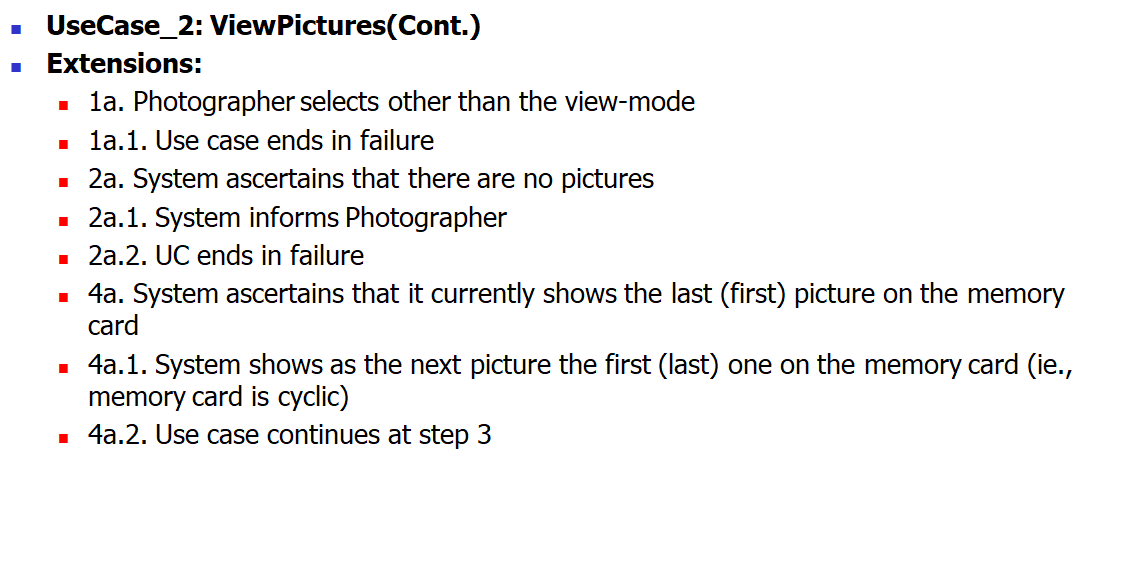 UseCase_2: ViewPictures(Cont.)
Extensions:
1a. Photographer selects other than the view-mode
1a.1. Use case ends in failure
2a. System ascertains that there are no pictures
2a.1. System informs Photographer
2a.2. UC ends in failure
4a. System ascertains that it currently shows the last (first) picture on the memory
card
4a.1. System shows as the next picture the first (last) one on the memory card (ie.,
memory card is cyclic)
4a.2. Use case continues at step 3